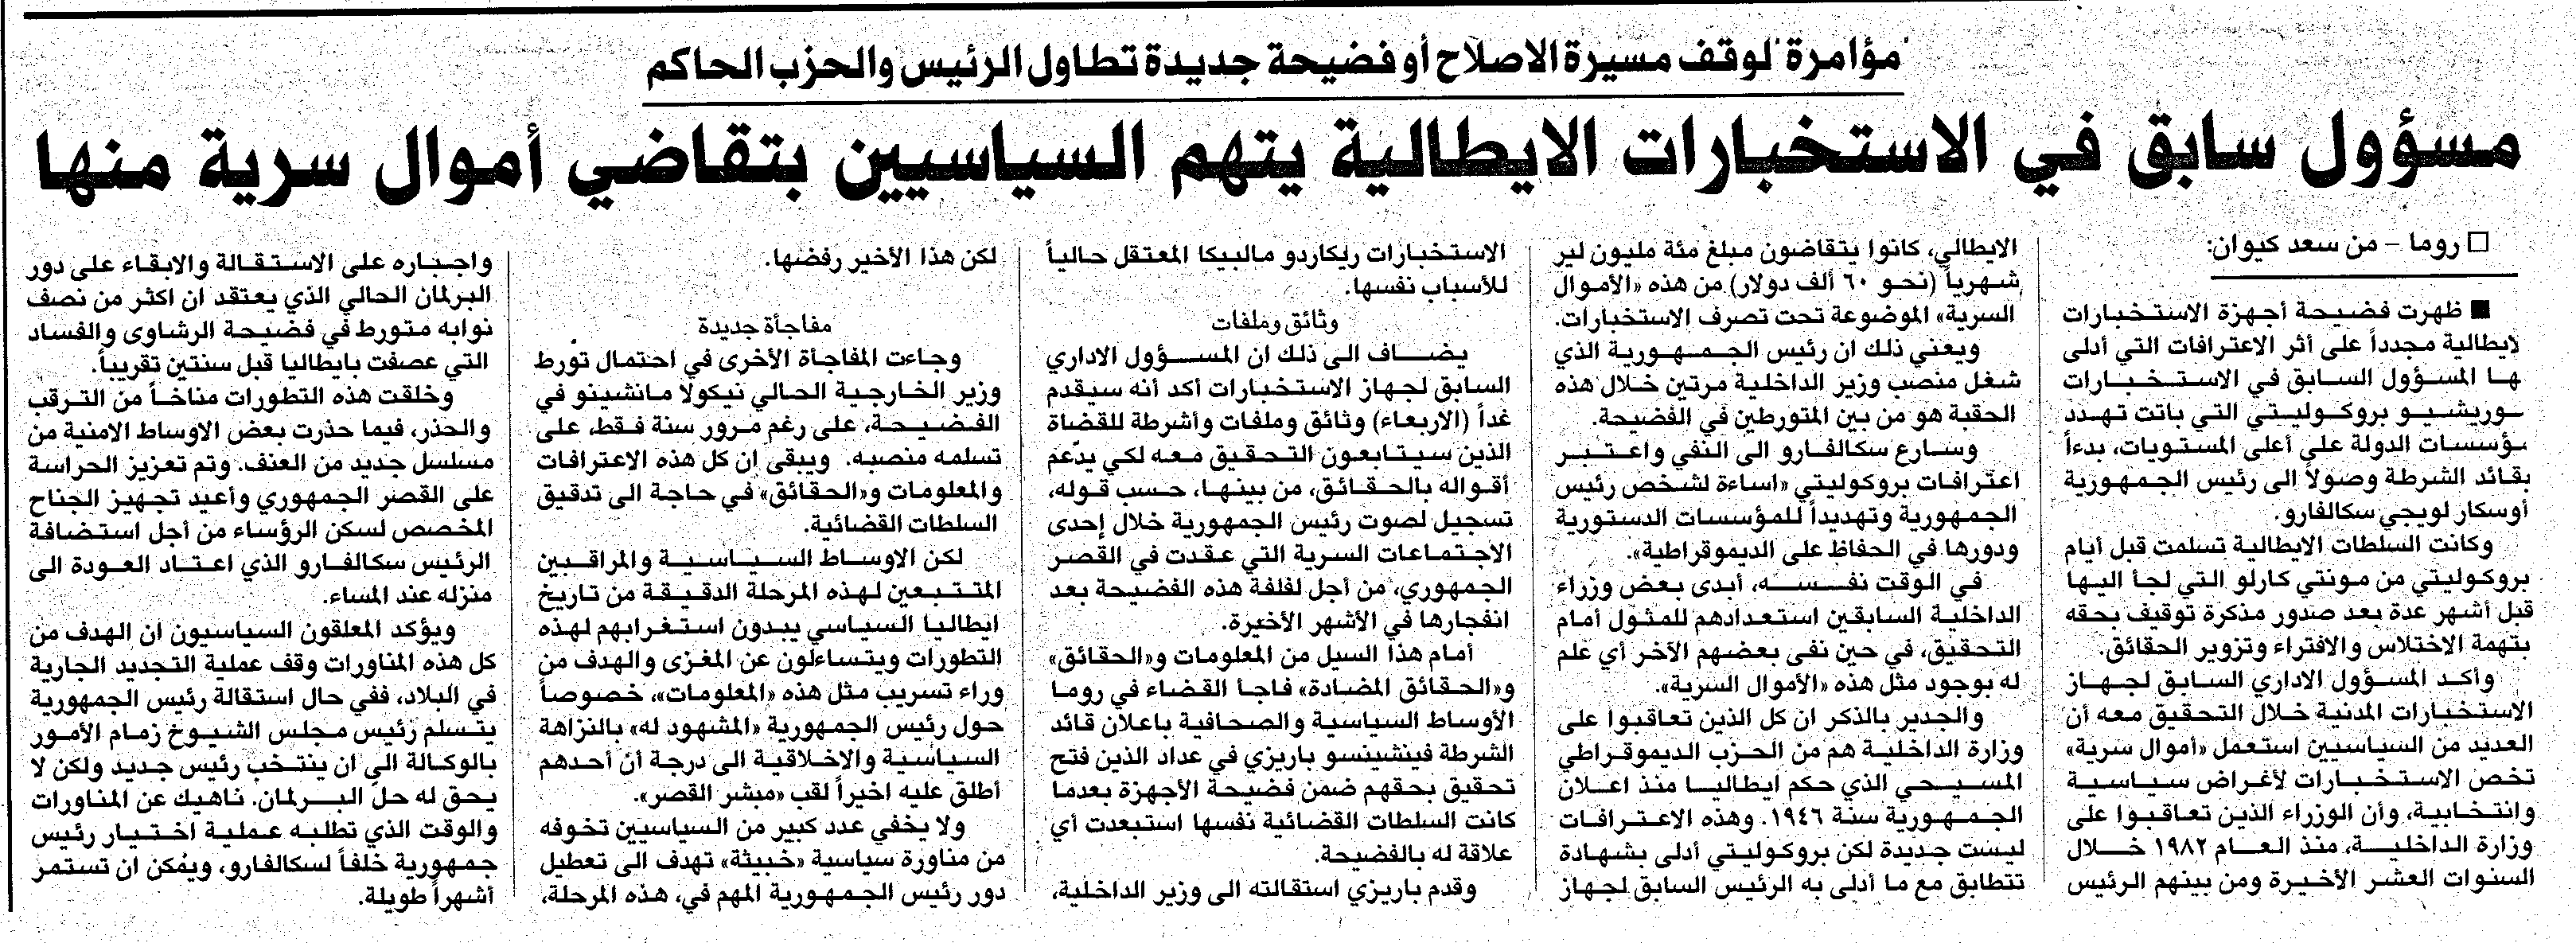 "مؤامرة" لوقف مسيرة الاصلاح أو فضيحة جديدة تطاول الرئيس والحزب الحاكم
مسؤول سابق في الاستخبارات الايطالية يتهم السياسيين بتقاضي أموال سرية منها
□ روما – من سعد كيوان:
■ ظهرت فضيحة أجهزة الاستخبارات
لايطالية مجدداً على أثر الاعترافات التي أدلى
هـا المسؤول السابق في الاستخبارات
ـوريشيو بروكوليتي التي باتت تهدد
ـؤسسات الدولة على أعلى المستويات، بدءاً
بقائد الشرطة وصولاً الى رئيس الجمهورية
أوسكار لويجي سكالفارو.
وكانت السلطات الايطالية تسلمت قبل أيام
بروكوليتي من مونتي كارلو التي لجأ اليها
قبل أشهر عدة بعد صدور مذكرة توقيف بحقه
بتهمة الاختلاس والافتراء وتزوير الحقائق.
وأكد المسؤول الاداري السابق لجهاز
الاستخبارات المدنية خلال التحقيق معه أن
العديد من السياسيين استعمل «أموال سرية»
تخص الاستخبارات لأغراض سياسية
وانتخابية، وأن الوزراء الذين تعاقبوا على
وزارة الداخلية، منذ العام ١٩٨٢ خلال
السنوات العشر الأخيرة ومن بينهم الرئيس
الايطالي، كانوا يتقاضون مبلغ مئة مليون لير
شهرياً (نحو ٦٠ ألف دولار) من هذه «الأموال
السرية» الموضوعة تحت تصرف الاستخبارات.
ويعني ذلك ان رئيس الجمهورية الذي
شغل منصب وزير الداخلية مرتين خلال هذه
الحقبة هو من بين المتورطين في الفضيحة.
وسارع سكالفارو الى النفي واعتبر
اعترافات بروكوليتي «اساءة لشخص رئيس
الجمهورية وتهديداً للمؤسسات الدستورية
ودورها في الحفاظ على الديموقراطية».
في الوقت نفسه، أبدى بعض وزراء
الداخلية السابقين استعدادهم للمثول أمام
التحقيق، في حين نفى بعضهم الآخر أي علم
له بوجود مثل هذه «الأموال السرية».
والجدير بالذكر ان كل الذين تعاقبوا على
وزارة الداخلية هم من الحزب الديموقراطي
المسيحي الذي حكم ايطاليا منذ اعلان
الجمهورية سنة ١٩٤٦. وهذه الاعترافات
ليست جديدة لكن بروكوليتي أدلى بشهادة
تتطابق مع ما أدلى به الرئيس السابق لجهاز
الاستخبارات ريكاردو مالبيكا المعتقل حالياً
للأسباب نفسها.
وثائق وملفات
يضاف الى ذلك ان المسؤول الاداري
السابق لجهاز الاستخبارات أكد أنه سيقدم
غداً (الاربعاء) وثائق وملفات وأشرطة للقضاة
الذين سيتابعون التحقيق معه لكي يدّعم
أقواله بالحقائق، من بينها، حسب قوله،
تسجيل لصوت رئيس الجمهورية خلال إحدى
الاجتماعات السرية التي عقدت في القصر
الجمهوري، من أجل لفلفة هذه الفضيحة بعد
انفجارها في الأشهر الأخيرة.
أمام هذا السيل من المعلومات و«الحقائق»
و«الحقائق المضادة» فاجأ القضاء في روما
الأوساط السياسية والصحافية باعلان قائد
الشرطة فينشينسو باريزي في عداد الذين فتح
تحقيق بحقهم ضمن فضيحة الأجهزة بعدما
كانت السلطات القضائية نفسها استبعدت أي
علاقة له بالفضيحة.
وقدم باريزي استقالته الى وزير الداخلية،
لكن هذا الأخير رفضها.
مفاجأة جديدة
وجاءت المفاجأة الأخرى في احتمال تورط
وزير الخارجية الحالي نيكولا مانشينو في
الفضيحة، على رغم مرور سنة فقط، على
تسلمه منصبه. ويبقى ان كل هذه الاعترافات
والمعلومات و«الحقائق» في حاجة الى تدقيق
السلطات القضائية.
لكن الاوساط السياسية والمراقبين
المتتبعين لهذه المرحلة الدقيقة من تاريخ
ايطاليا السياسي يبدون استغرابهم لهذه
التطورات ويتساءلون عن المغزى والهدف من
وراء تسريب مثل هذه «المعلومات»، خصوصاً
حول رئيس الجمهورية «المشهود له» بالنزاهة
السياسية والاخلاقية الى درجة أن أحدهم
أطلق عليه اخيراً لقب «منشر القصر».
ولا يخفي عدد كبير من السياسيين تخوفه
من مناورة سياسية «خبيثة» تهدف الى تعطيل
دور رئيس الجمهورية المهم في، هذه المرحلة،
واجباره على الاستقالة والابقاء على دور
البرلمان الحالي الذي يعتقد ان اكثر من نصف
نوابه متورط في فضيحة الرشاوى والفساد
التي عصفت بايطاليا قبل سنتين تقريباً.
وخلقت هذه التطورات مناخاً من الترقب
والحذر، فيما حذرت بعض الاوساط الامنية من
مسلسل جديد من العنف. وتم تعزيز الحراسة
على القصر الجمهوري وأعيد تجهيز الجناح
المخصص لسكن الرؤساء من أجل استضافة
الرئيس سكالفارو الذي اعتاد العودة الى
منزله عند المساء.
ويؤكد المعلقون السياسيون ان الهدف من
كل هذه المناورات وقف عملية التجديد الجارية
في البلاد، ففي حال استقالة رئيس الجمهورية
يتسلم رئيس مجلس الشيوخ زمام الأمور
بالوكالة الى ان ينتخب رئيس جديد ولكن لا
يحق له حلّ البرلمان. ناهيك عن المناورات
والوقت الذي تطلبه عملية اختيار رئيس
جمهورية خلفاً لسكالفارو، ويمكن ان تستمر
أشهراً طويلة.